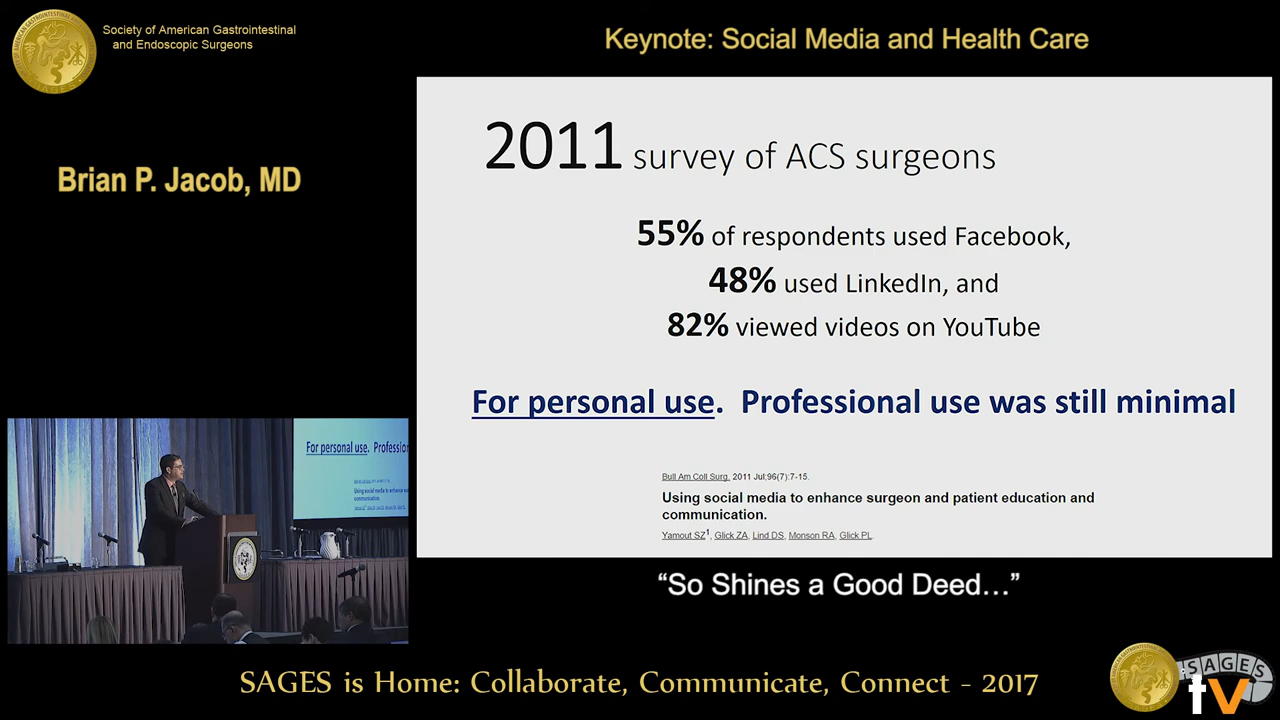 Society of American Gastrointestinal
and Endoscopic Surgeons
Keynote: Social Media and Health Care
Brian P. Jacob, MD
2011 survey of ACS surgeons
55% of respondents used Facebook,
48% used LinkedIn, and
82% viewed videos on YouTube
For personal use. Professional use was still minimal
Bull Am Coll Surg. 2011 Jul;96(7):7-15.
Using social media to enhance surgeon and patient education and
communication.
Yamout SZ1, Glick ZA, Lind DS, Monson RA, Glick PL.
For personal use. Profession
“So Shines a Good Deed…”
SAGES is Home: Collaborate, Communicate, Connect - 2017
SAGES
tv